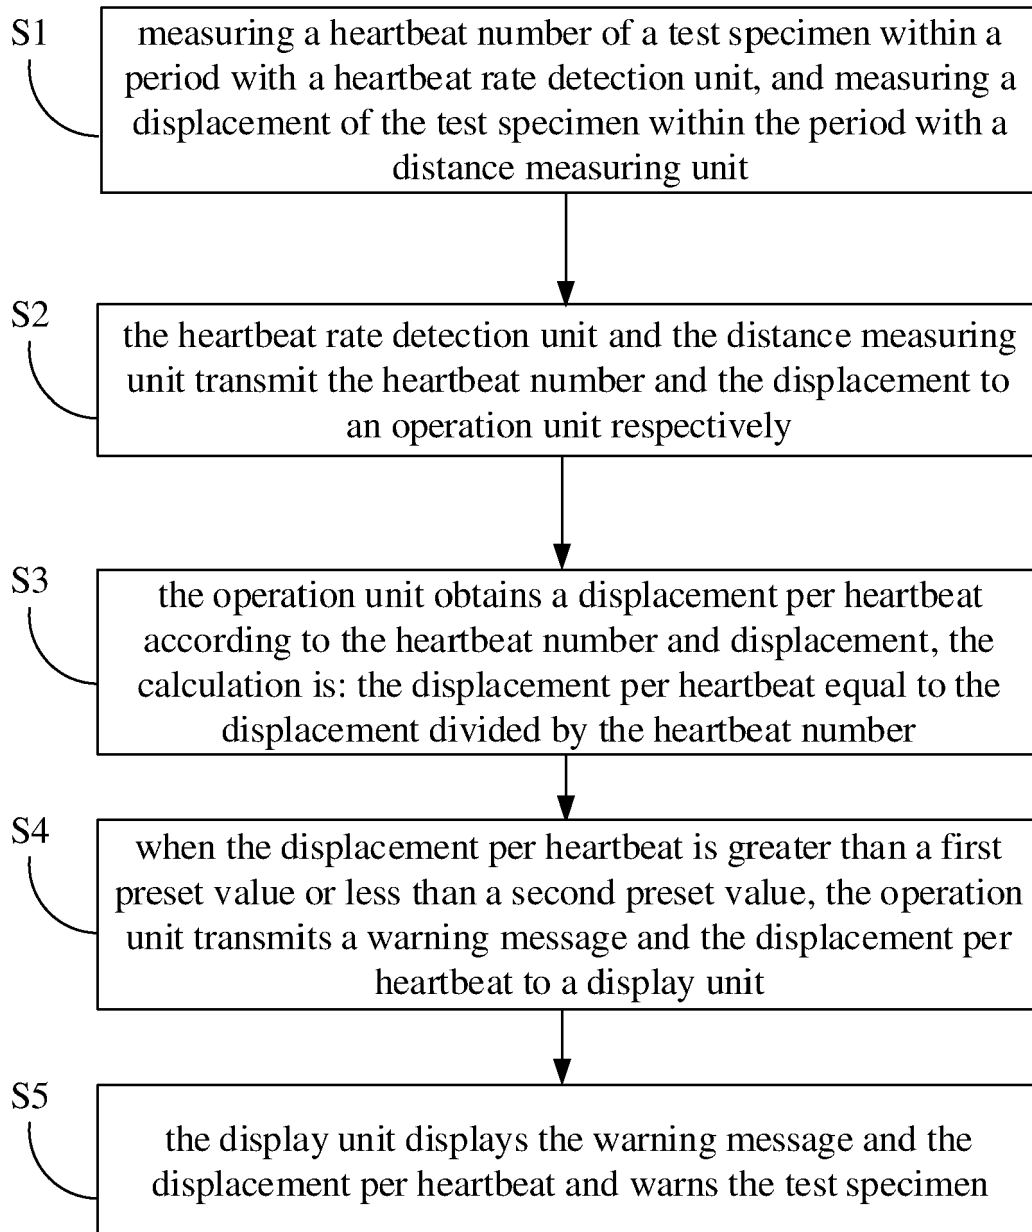 S1
measuring a heartbeat number of a test specimen within a
period with a heartbeat rate detection unit, and measuring a
displacement of the test specimen within the period with a
distance measuring unit
S2
the heartbeat rate detection unit and the distance measuring
unit transmit the heartbeat number and the displacement to
an operation unit respectively
S3
the operation unit obtains a displacement per heartbeat
according to the heartbeat number and displacement, the
calculation is: the displacement per heartbeat equal to the
displacement divided by the heartbeat number
S4
when the displacement per heartbeat is greater than a first
preset value or less than a second preset value, the operation
unit transmits a warning message and the displacement per
heartbeat to a display unit
S5
the display unit displays the warning message and the
displacement per heartbeat and warns the test specimen